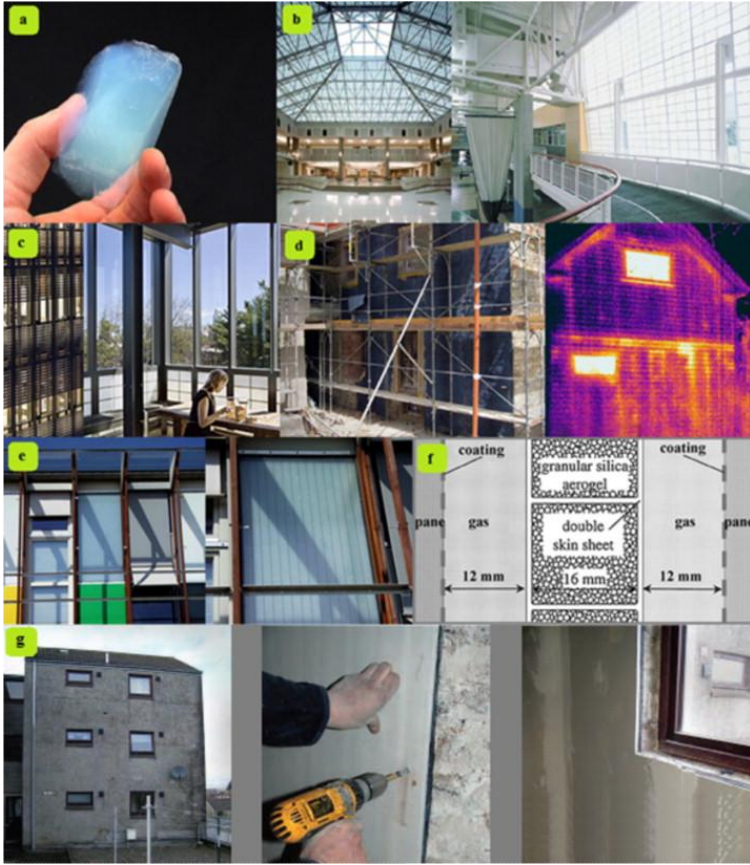 a
b
c
d
e
f
coating
coating
granular silica
aerogel
pane
gas
double
skin sheet
gas
pane
12 mm
16 mm
12 mm
g